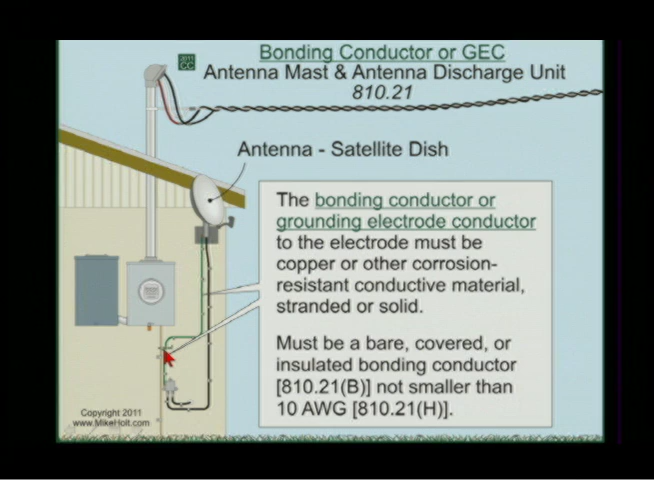 2011
CC
Bonding Conductor or GEC
Antenna Mast & Antenna Discharge Unit
810.21
Antenna - Satellite Dish
The bonding conductor or
grounding electrode conductor
to the electrode must be
copper or other corrosion-
resistant conductive material,
stranded or solid.
Must be a bare, covered, or
insulated bonding conductor
[810.21(B)] not smaller than
10 AWG [810.21(H)].
Copyright 2011
www.MikeHolt.com